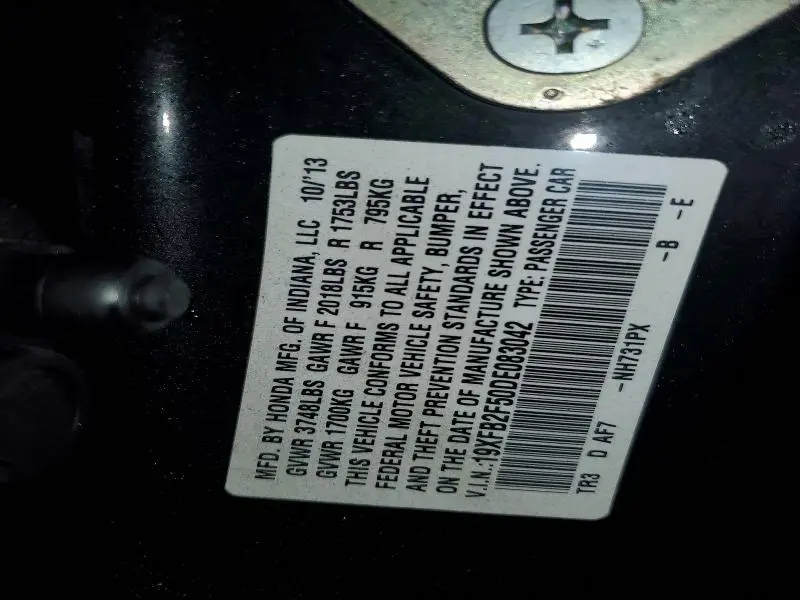 MFD. BY HONDA MFG. OF INDIANA, LLC 10/'13
GVWR 3748LBS GAWR F 2018LBS R 1753LBS
GVWR 1700KG GAWR F 915KG R 795KG
THIS VEHICLE CONFORMS TO ALL APPLICABLE
FEDERAL MOTOR VEHICLE SAFETY, BUMPER,
AND THEFT PREVENTION STANDARDS IN EFFECT
ON THE DATE OF MANUFACTURE SHOWN ABOVE.
V.I.N.:19XFB2F50DE083042 TYPE: PASSENGER CAR
TR3 D AF7 -NH731PX -B -E